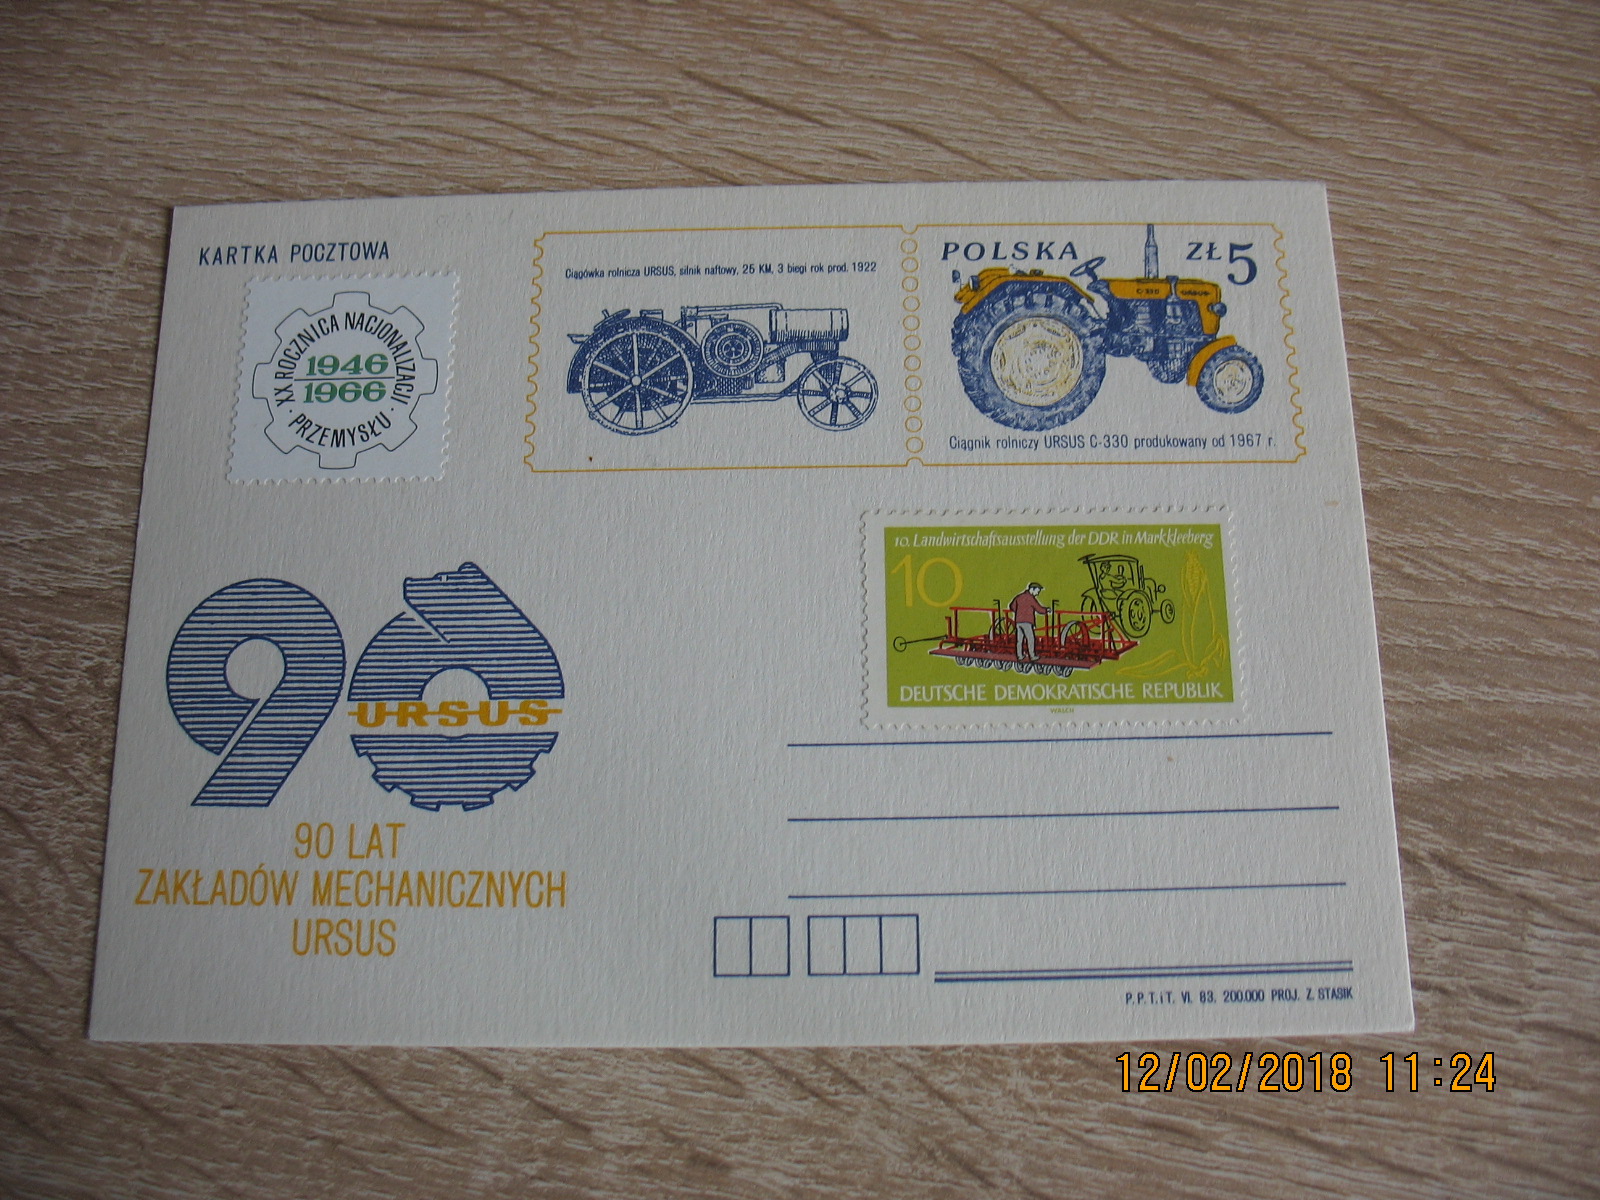 KARTKA POCZTOWA
XX ROCZNICA NACJONALIZACJI
· PRZEMYSŁU ·
1946
1966
Ciągówka rolnicza URSUS, silnik naftowy, 25 KM, 3 biegi rok prod. 1922
POLSKA ZŁ 5
C-330 URSUS
Ciągnik rolniczy URSUS C-330 produkowany od 1967 r.
10. Landwirtschaftsausstellung der DDR in Markkleeberg
10
DEUTSCHE DEMOKRATISCHE REPUBLIK
90
URSUS
90 LAT
ZAKŁADÓW MECHANICZNYCH
URSUS
P.P.T.iT. VI. 83. 200.000 PROJ. Z. STASIK
12/02/2018 11:24